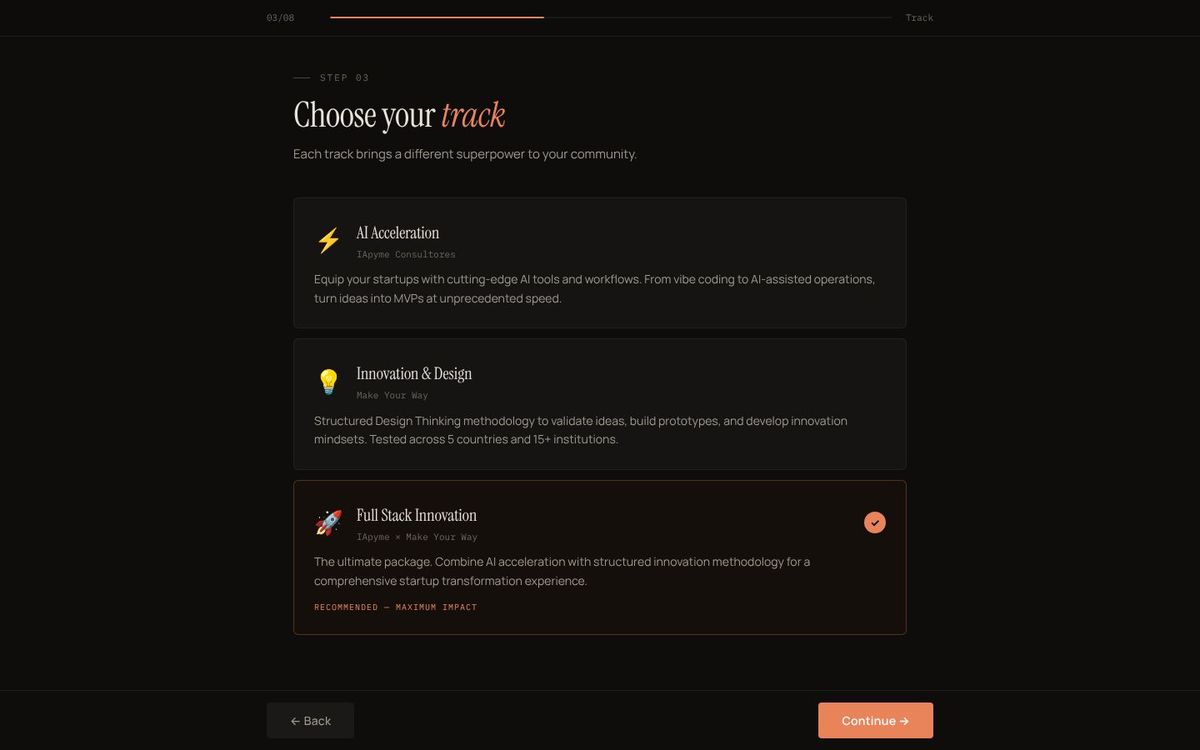 03/08
Track
STEP 03
Choose your track
Each track brings a different superpower to your community.
AI Acceleration
IApyme Consultores
Equip your startups with cutting-edge AI tools and workflows. From vibe coding to AI-assisted operations,
turn ideas into MVPs at unprecedented speed.
Innovation & Design
Make Your Way
Structured Design Thinking methodology to validate ideas, build prototypes, and develop innovation
mindsets. Tested across 5 countries and 15+ institutions.
Full Stack Innovation
IApyme × Make Your Way
The ultimate package. Combine AI acceleration with structured innovation methodology for a
comprehensive startup transformation experience.
RECOMMENDED — MAXIMUM IMPACT
← Back
Continue →